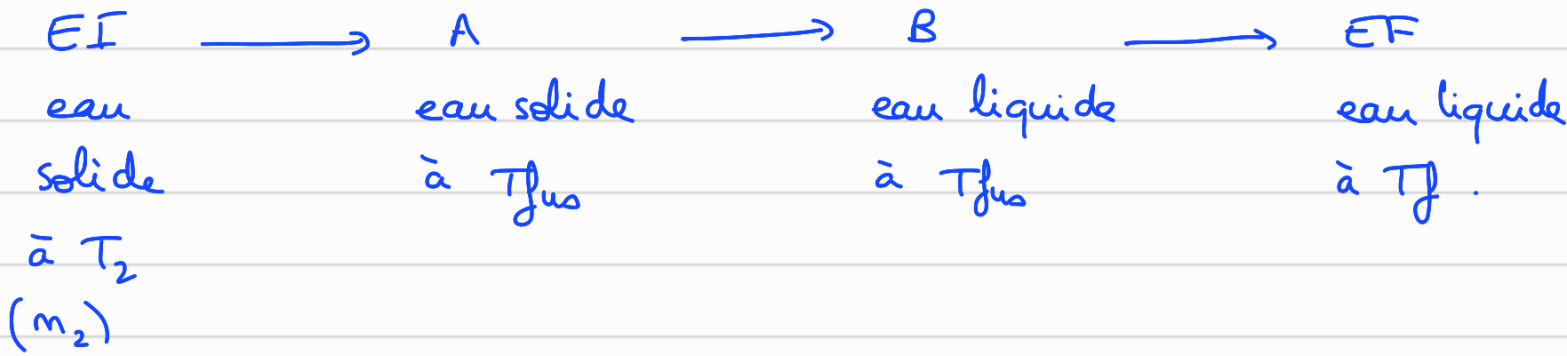 EI → A → B → EF
eau eau solide eau liquide eau liquide
solide à Tfus à Tfus à Tf.
à T₂
(m₂)